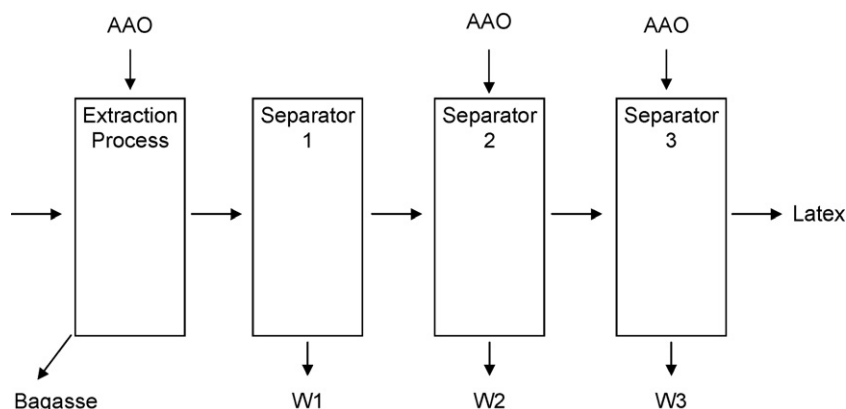 AAO
AAO
AAO
Extraction
Process
Separator
1
Separator
2
Separator
3
Latex
Bagasse
W1
W2
W3